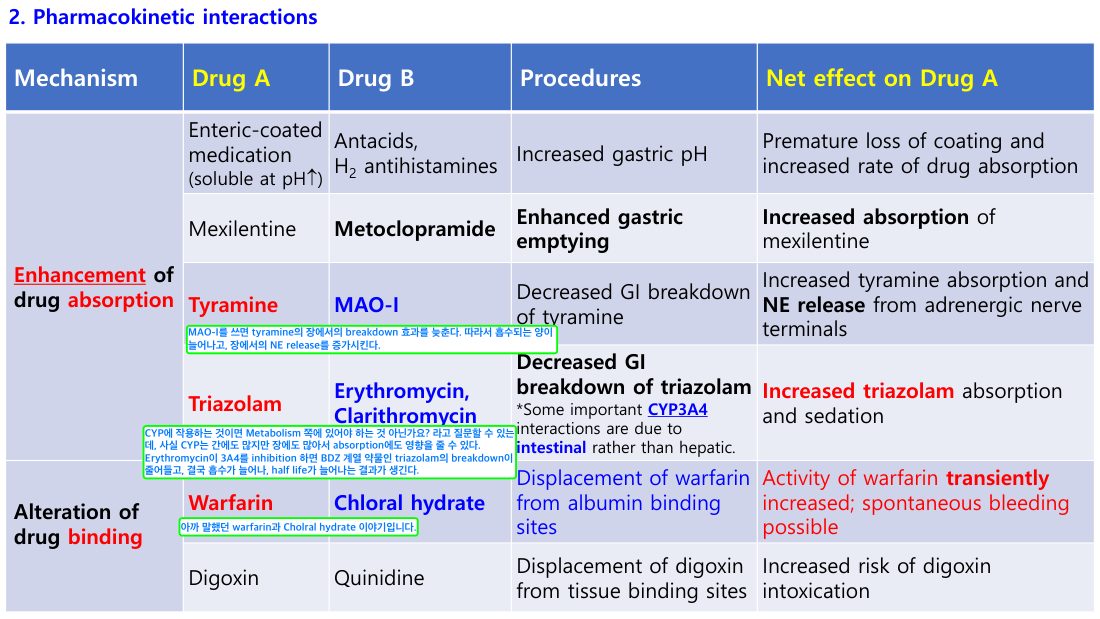 2. Pharmacokinetic interactions
Mechanism
Drug A
Drug B
Procedures
Net effect on Drug A
Enhancement of
drug absorption
Enteric-coated
medication
(soluble at pH↑)
Antacids,
H2 antihistamines
Increased gastric pH
Premature loss of coating and
increased rate of drug absorption
Mexilentine
Metoclopramide
Enhanced gastric
emptying
Increased absorption of
mexilentine
Tyramine
MAO-I
Decreased GI breakdown
of tyramine
Increased tyramine absorption and
NE release from adrenergic nerve
terminals
MAO-I를 쓰면 tyramine의 장에서의 breakdown 효과를 늦춘다. 따라서 흡수되는 양이
늘어나고, 장에서의 NE release를 증가시킨다.
Triazolam
Erythromycin,
Clarithromycin
Decreased GI
breakdown of triazolam
*Some important CYP3A4
interactions are due to
intestinal rather than hepatic.
Increased triazolam absorption
and sedation
CYP에 작용하는 것이면 Metabolism 쪽에 있어야 하는 것 아닌가요? 라고 질문할 수 있는
데, 사실 CYP는 간에도 많지만 장에도 많아서 absorption에도 영향을 줄 수 있다.
Erythromycin이 3A4를 inhibition 하면 BDZ 계열 약물인 triazolam의 breakdown이
줄어들고, 결국 흡수가 늘어나, half life가 늘어나는 결과가 생긴다.
Alteration of
drug binding
Warfarin
Chloral hydrate
Displacement of warfarin
from albumin binding
sites
Activity of warfarin transiently
increased; spontaneous bleeding
possible
아까 말했던 warfarin과 Cholral hydrate 이야기입니다.
Digoxin
Quinidine
Displacement of digoxin
from tissue binding sites
Increased risk of digoxin
intoxication